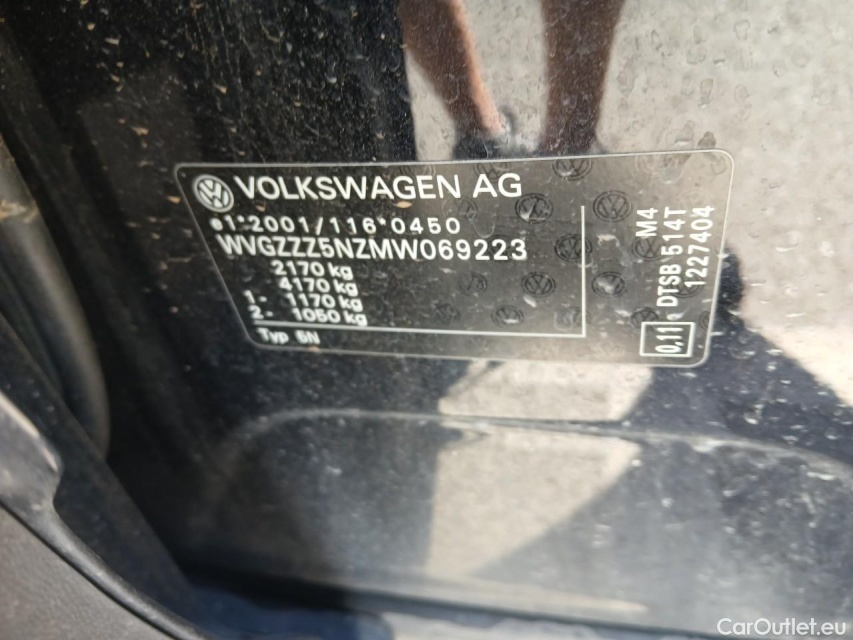 VOLKSWAGEN AG
e1*2001/116*0450
WVGZZZ5NZMW069223
2170 kg
4170 kg
1- 1170 kg
2- 1050 kg
Typ 5N
M4
DTSB 514T
1227404
0,11
CarOutlet.eu